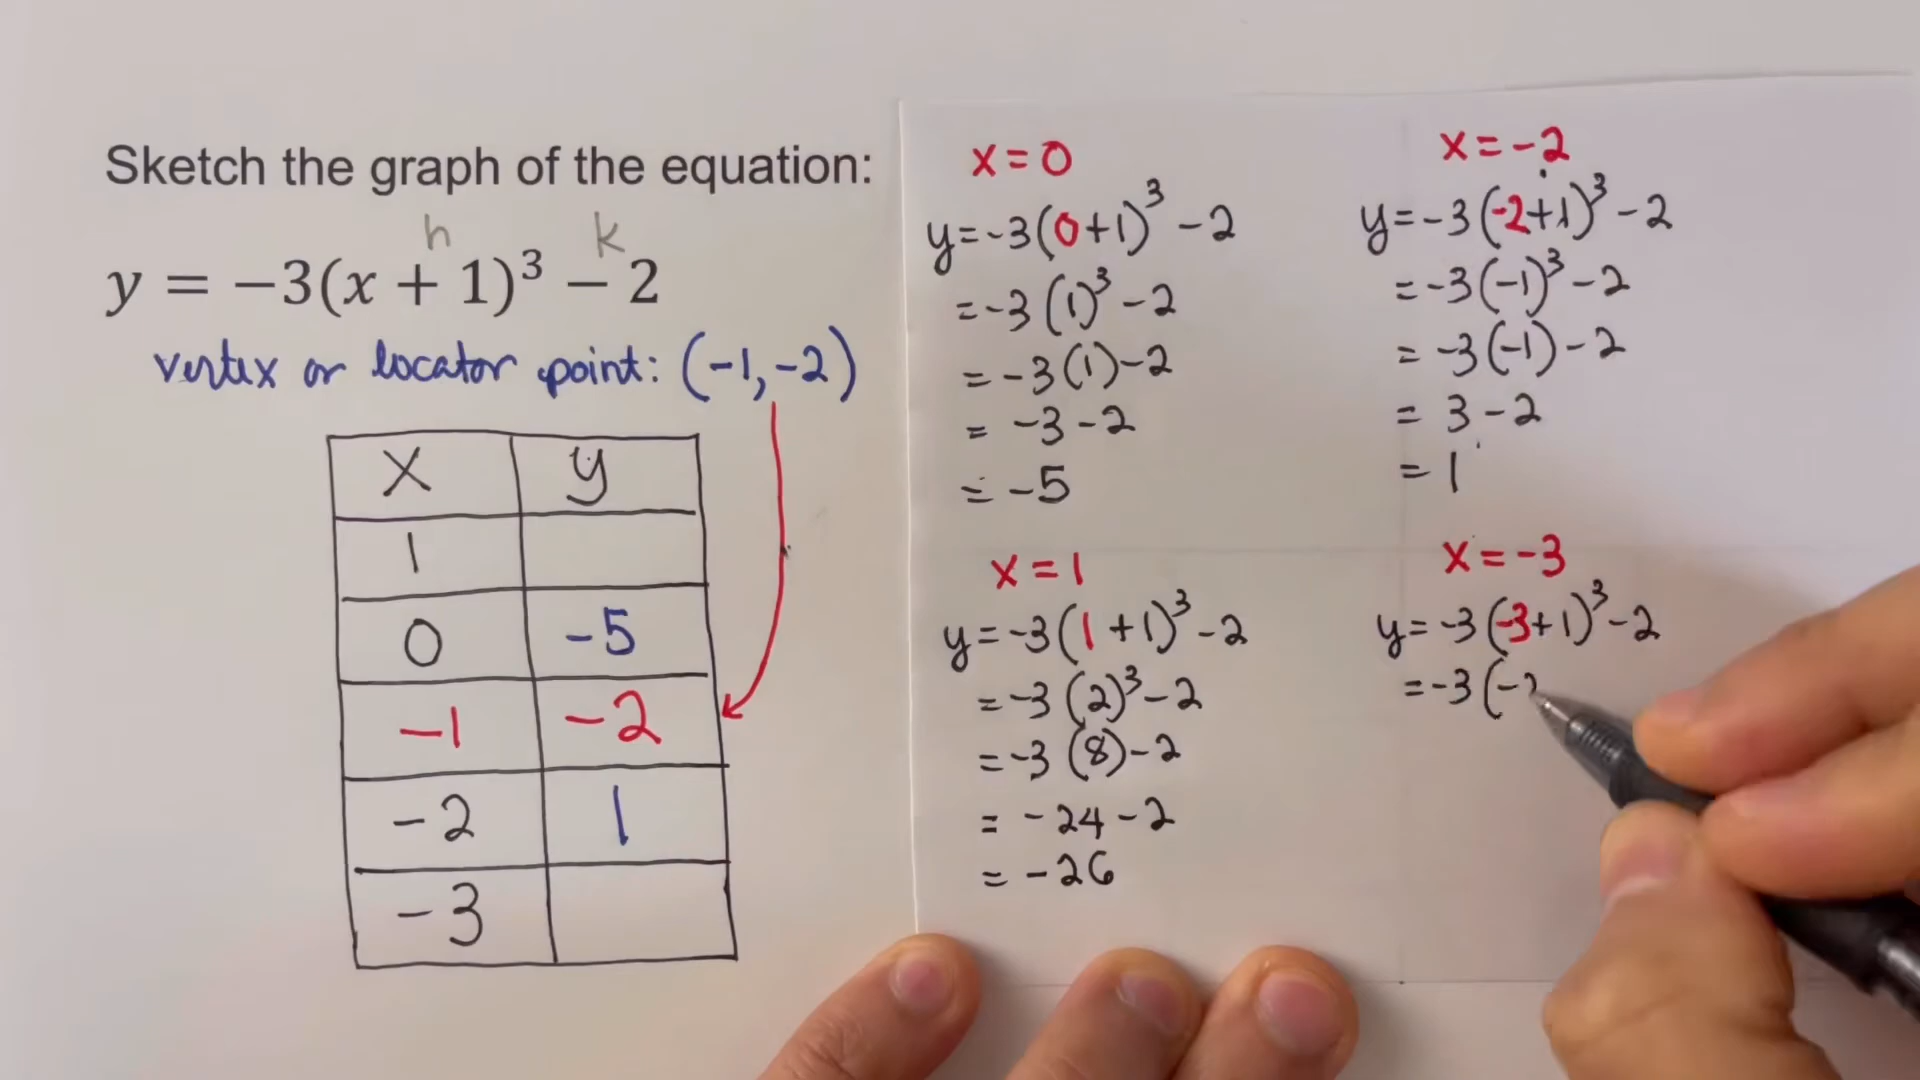 Sketch the graph of the equation:
h k
y = −3(x + 1)³ − 2
vertex or locator point: (-1, -2)
x y
1
0 -5
-1 -2
-2 1
-3
x = 0
y = -3(0+1)³ - 2
= -3(1)³ - 2
= -3(1) - 2
= -3 - 2
= -5
x = 1
y = -3(1+1)³ - 2
= -3(2)³ - 2
= -3(8) - 2
= -24 - 2
= -26
x = -2
y = -3(-2+1)³ - 2
= -3(-1)³ - 2
= -3(-1) - 2
= 3 - 2
= 1
x = -3
y = -3(-3+1)³ - 2
= -3(-2